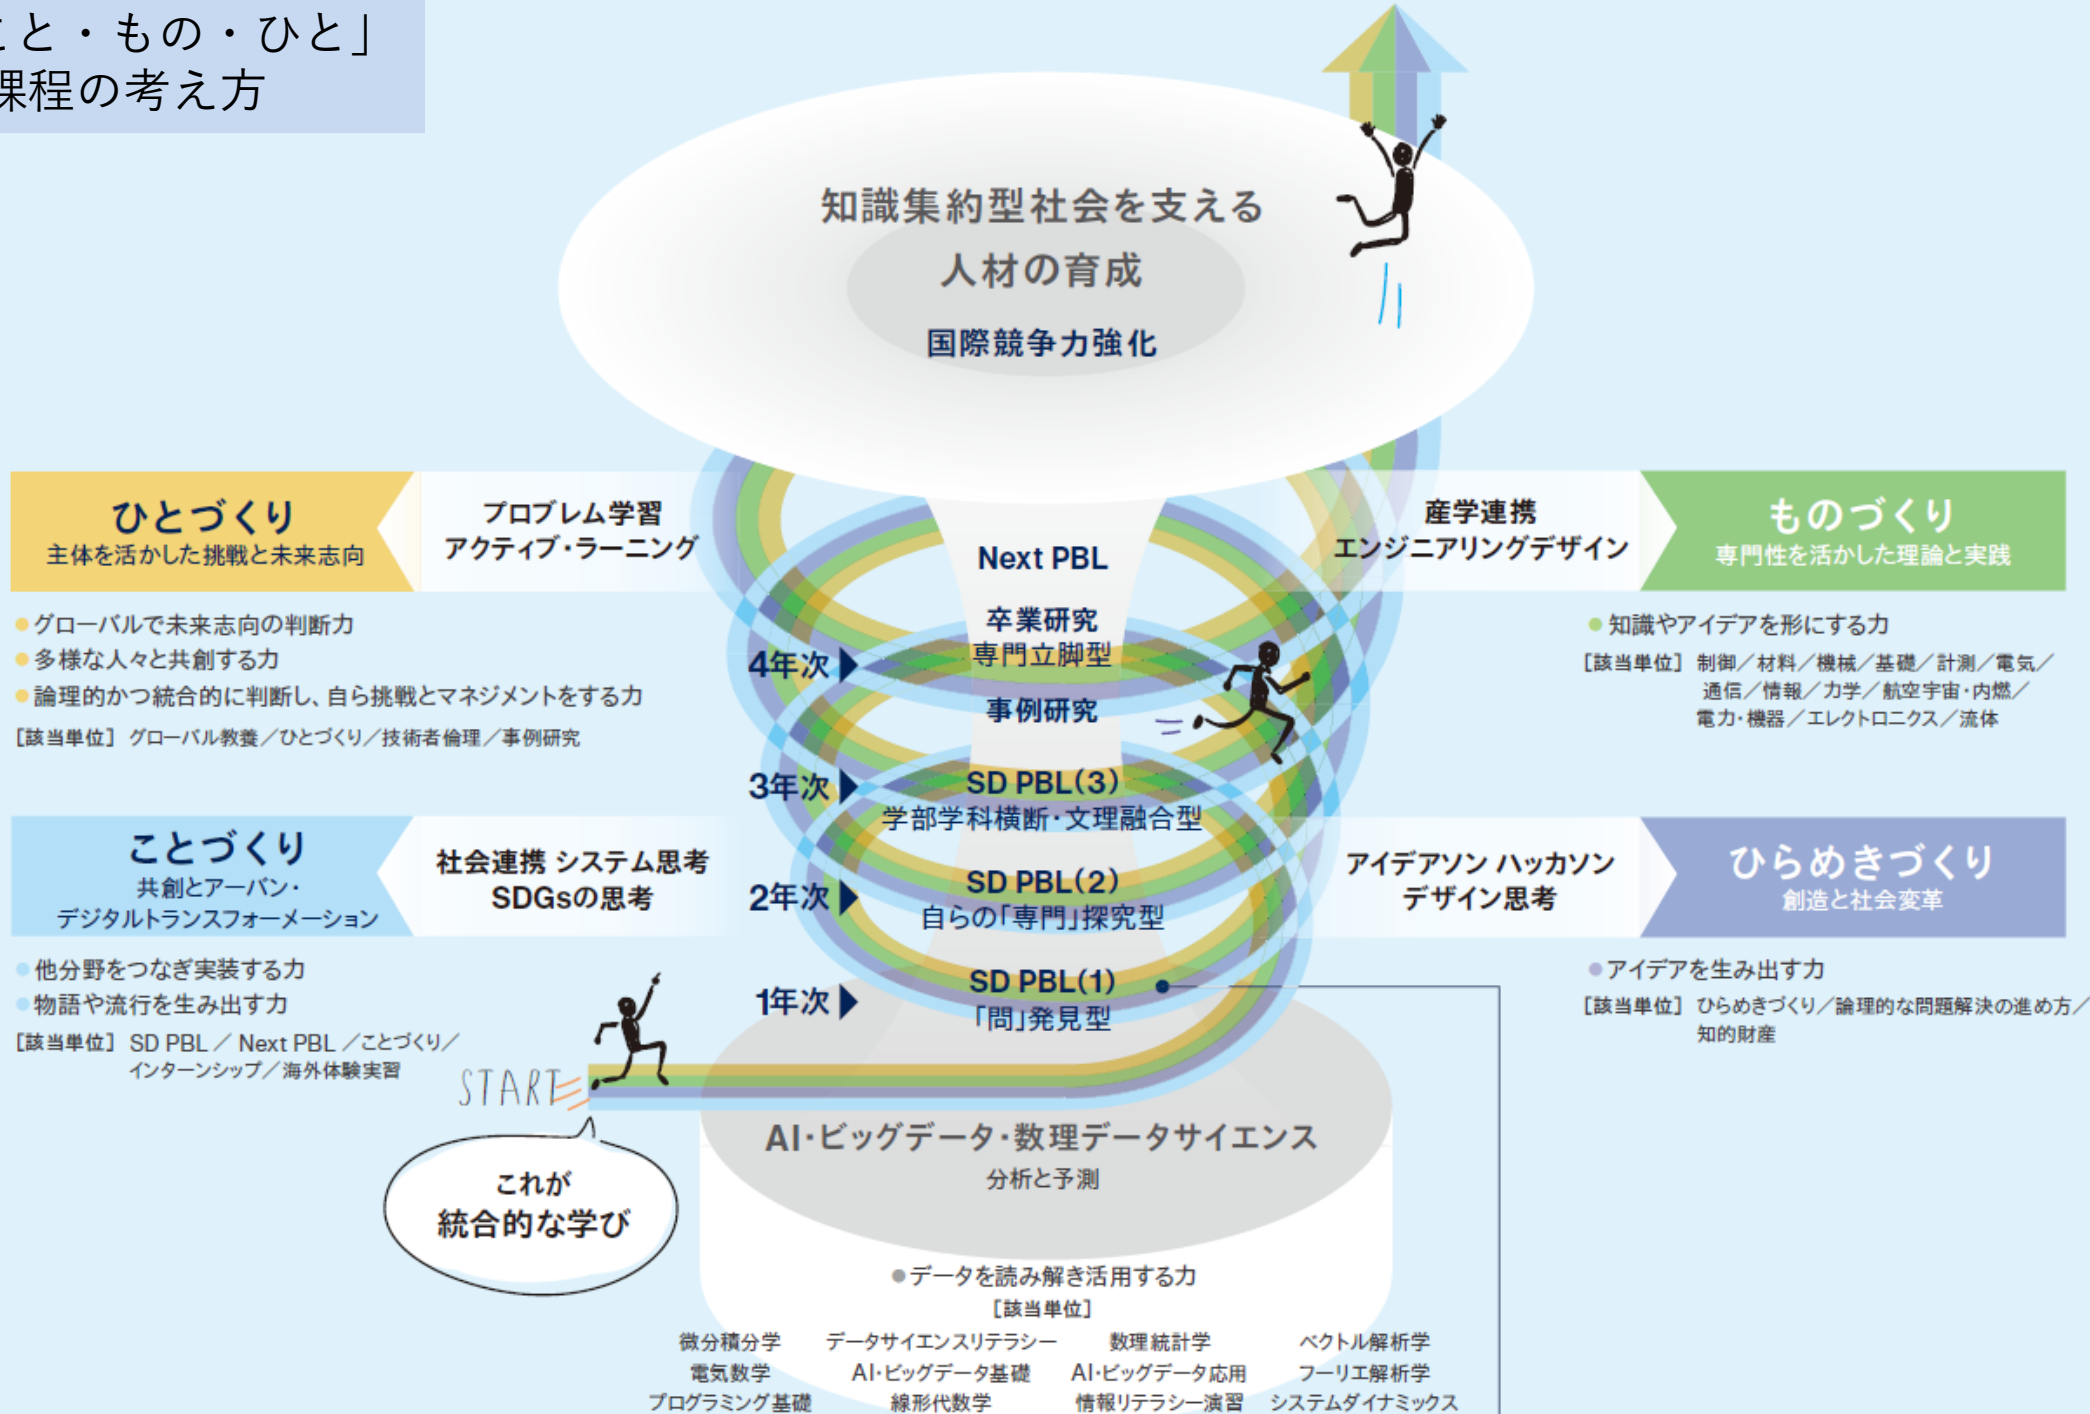 こと・もの・ひと」
課程の考え方
知識集約型社会を支える
人材の育成
国際競争力強化
ひとづくり
主体を活かした挑戦と未来志向
プロブレム学習
アクティブ・ラーニング
●グローバルで未来志向の判断力
●多様な人々と共創する力
●論理的かつ統合的に判断し、自ら挑戦とマネジメントをする力
［該当単位］ グローバル教養／ひとづくり／技術者倫理／事例研究
産学連携
エンジニアリングデザイン
ものづくり
専門性を活かした理論と実践
●知識やアイデアを形にする力
［該当単位］ 制御／材料／機械／基礎／計測／電気／
通信／情報／力学／航空宇宙・内燃／
電力・機器／エレクトロニクス／流体
Next PBL
卒業研究
4年次
専門立脚型
事例研究
3年次
SD PBL(3)
学部学科横断・文理融合型
2年次
SD PBL(2)
自らの「専門」探究型
1年次
SD PBL(1)
「問」発見型
ことづくり
共創とアーバン・
デジタルトランスフォーメーション
社会連携 システム思考
SDGsの思考
●他分野をつなぎ実装する力
●物語や流行を生み出す力
［該当単位］ SD PBL ／ Next PBL ／ことづくり／
インターンシップ／海外体験実習
アイデアソン ハッカソン
デザイン思考
ひらめきづくり
創造と社会変革
●アイデアを生み出す力
［該当単位］ ひらめきづくり／論理的な問題解決の進め方／
知的財産
START
これが
統合的な学び
AI・ビッグデータ・数理データサイエンス
分析と予測
●データを読み解き活用する力
［該当単位］
微分積分学 データサイエンスリテラシー 数理統計学 ベクトル解析学
電気数学 AI・ビッグデータ基礎 AI・ビッグデータ応用 フーリエ解析学
プログラミング基礎 線形代数学 情報リテラシー演習 システムダイナミックス